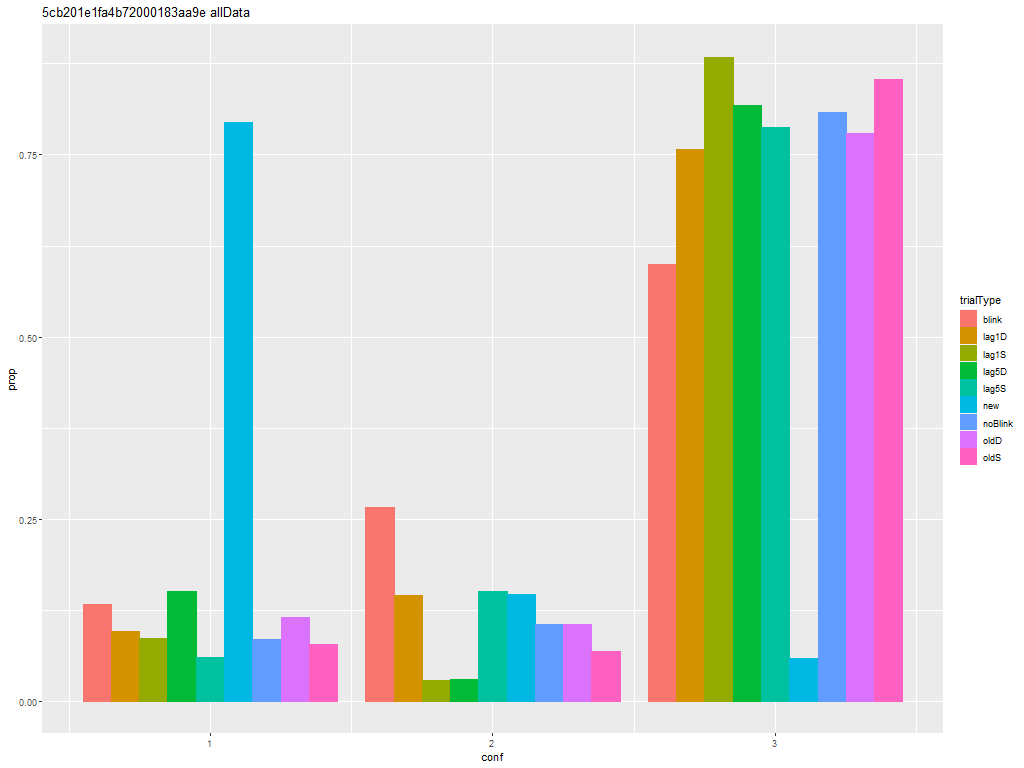 5cb201e1fa4b72000183aa9e allData
prop
0.75
0.50
0.25
0.00
1 2 3
conf
trialType
blink
lag1D
lag1S
lag5D
lag5S
new
noBlink
oldD
oldS